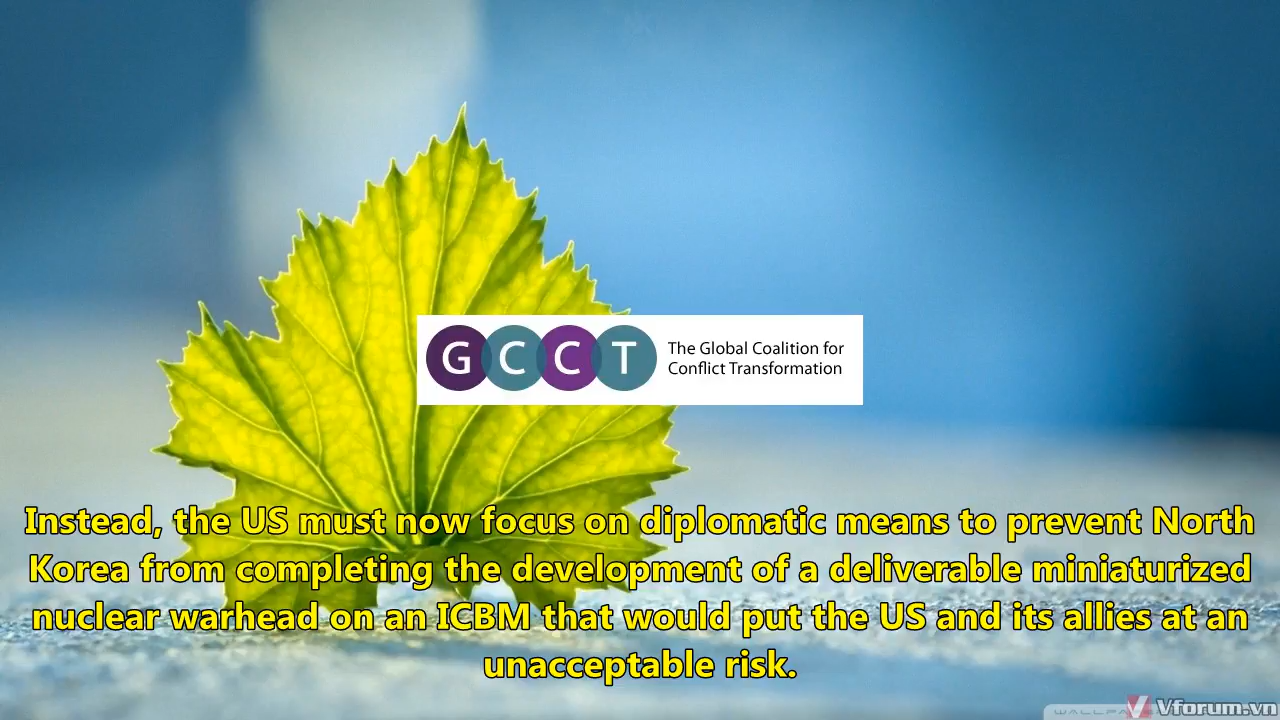 GCCT
The Global Coalition for
Conflict Transformation
Instead, the US must now focus on diplomatic means to prevent North
Korea from completing the development of a deliverable miniaturized
nuclear warhead on an ICBM that would put the US and its allies at an
unacceptable risk.
Vforum.vn